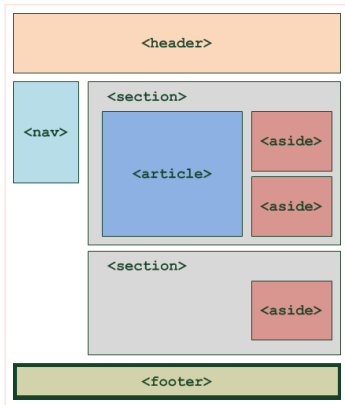 <header>
<nav>
<section>
<article>
<aside>
<aside>
<section>
<aside>
<footer>